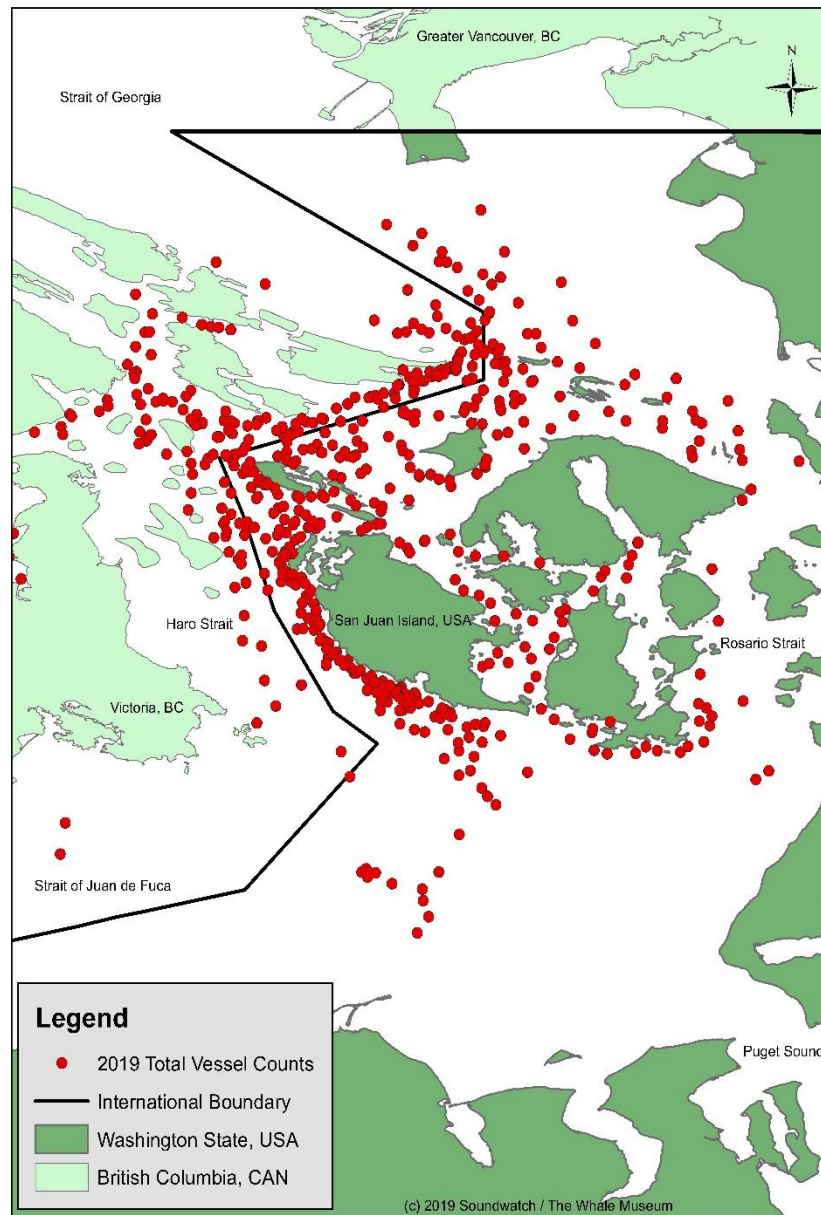 Greater Vancouver, BC
N
Strait of Georgia
Haro Strait
San Juan Island, USA
Rosario Strait
Victoria, BC
Strait of Juan de Fuca
Legend
2019 Total Vessel Counts
International Boundary
Washington State, USA
British Columbia, CAN
Puget Sound
(c) 2019 Soundwatch / The Whale Museum